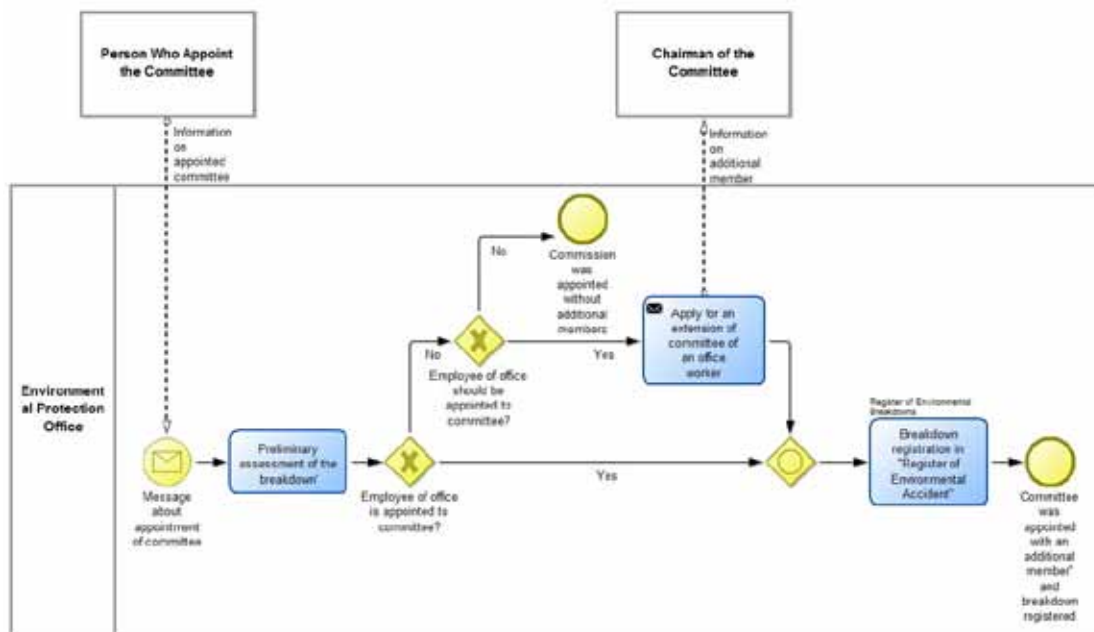 Person Who Appoint
the Committee
Chairman of the
Committee
Information
on
appointed
committee
Information
on
additional
member
Environment
al Protection
Office
No
Commission
was
appointed
without
additional
members
No
Employee of office
should be
appointed to
committee?
Yes
Apply for an
extension of
committee of
an office
worker
Message
about
appointment
of committee
Preliminary
assessment of the
breakdown'
Employee of office
is appointed to
committee?
Yes
Register of Environmental
Breakdowns
Breakdown
registration in
"Register of
Environmental
Accident"
Committee
was
appointed
with an
additional
member"
and
breakdown
registered